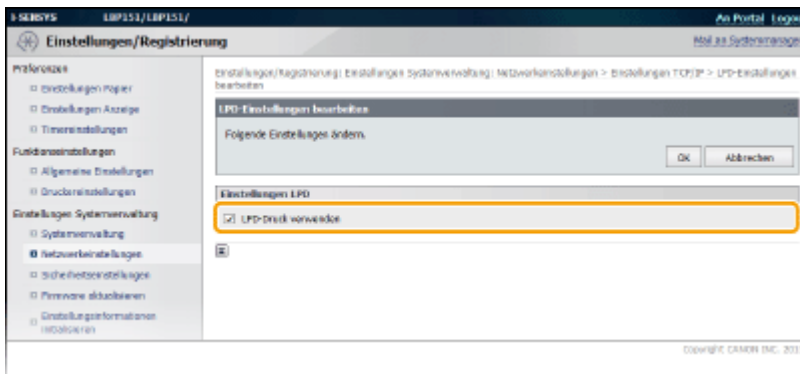 i-SENSYS LBP151/LBP151/ An Portal Logou
Einstellungen/Registrierung Mail an Systemmanage
Präferenzen
Einstellungen Papier
Einstellungen Anzeige
Timereinstellungen
Funktionseinstellungen
Allgemeine Einstellungen
Druckereinstellungen
Einstellungen Systemverwaltung
Systemverwaltung
Netzwerkeinstellungen
Sicherheitseinstellungen
Firmware aktualisieren
Einstellungsinformationen
initialisieren
Einstellungen/Registrierung: Einstellungen Systemverwaltung: Netzwerkeinstellungen > Einstellungen TCP/IP > LPD-Einstellungen
bearbeiten
LPD-Einstellungen bearbeiten
Folgende Einstellungen ändern.
OK Abbrechen
Einstellungen LPD
LPD-Druck verwenden
Copyright CANON INC. 201